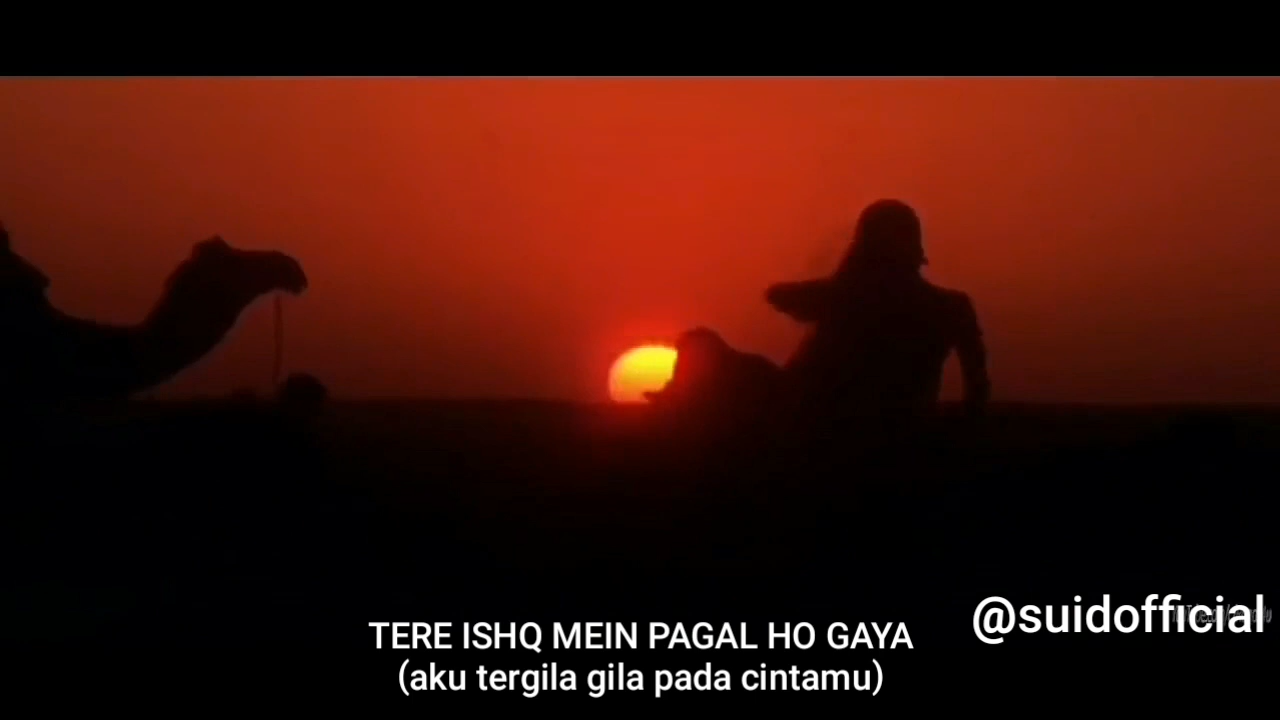 @suidofficial
TERE ISHQ MEIN PAGAL HO GAYA
(aku tergila gila pada cintamu)